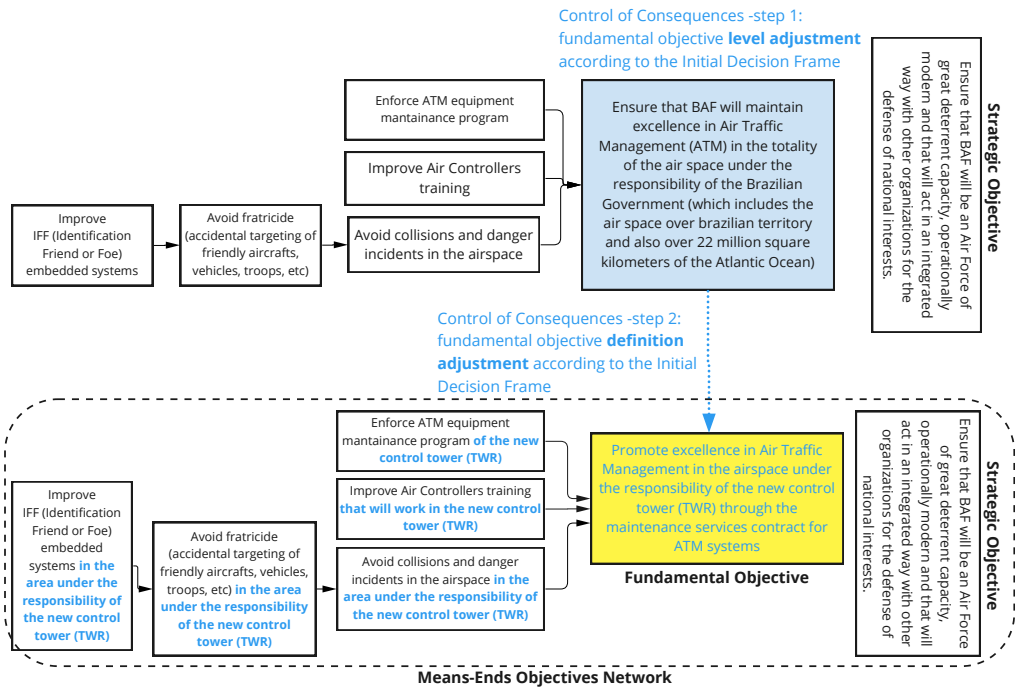 Control of Consequences -step 1:
fundamental objective level adjustment
according to the Initial Decision Frame
Enforce ATM equipment
mantainance program
Improve Air Controllers
training
Improve
IFF (Identification
Friend or Foe)
embedded systems
Avoid fratricide
(accidental targeting of
friendly aircrafts,
vehicles, troops, etc)
Avoid collisions and danger
incidents in the airspace
Ensure that BAF will maintain
excellence in Air Traffic
Management (ATM) in the totality
of the air space under the
responsibility of the Brazilian
Government (which includes the
air space over brazilian territory
and also over 22 million square
kilometers of the Atlantic Ocean)
Strategic Objective
Ensure that BAF will be an Air Force of
great deterrent capacity, operationally
modern and that will act in an integrated
way with other organizations for the
defense of national interests.
Control of Consequences -step 2:
fundamental objective definition
adjustment according to the Initial
Decision Frame
Enforce ATM equipment
mantainance program of the new
control tower (TWR)
Improve Air Controllers training
that will work in the new control
tower (TWR)
Improve
IFF (Identification
Friend or Foe)
embedded
systems in the
area under the
responsibility of
the new control
tower (TWR)
Avoid fratricide
(accidental targeting of
friendly aircrafts, vehicles,
troops, etc) in the area
under the responsibility
of the new control
tower (TWR)
Avoid collisions and danger
incidents in the airspace in the
area under the responsibility of
the new control tower (TWR)
Promote excellence in Air Traffic
Management in the airspace under
the responsibility of the new control
tower (TWR) through the
maintenance services contract for
ATM systems
Fundamental Objective
Strategic Objective
Ensure that BAF will be an Air Force
of great deterrent capacity,
operationally modern and that will
act in an integrated way with other
organizations for the defense of
national interests.
Means-Ends Objectives Network